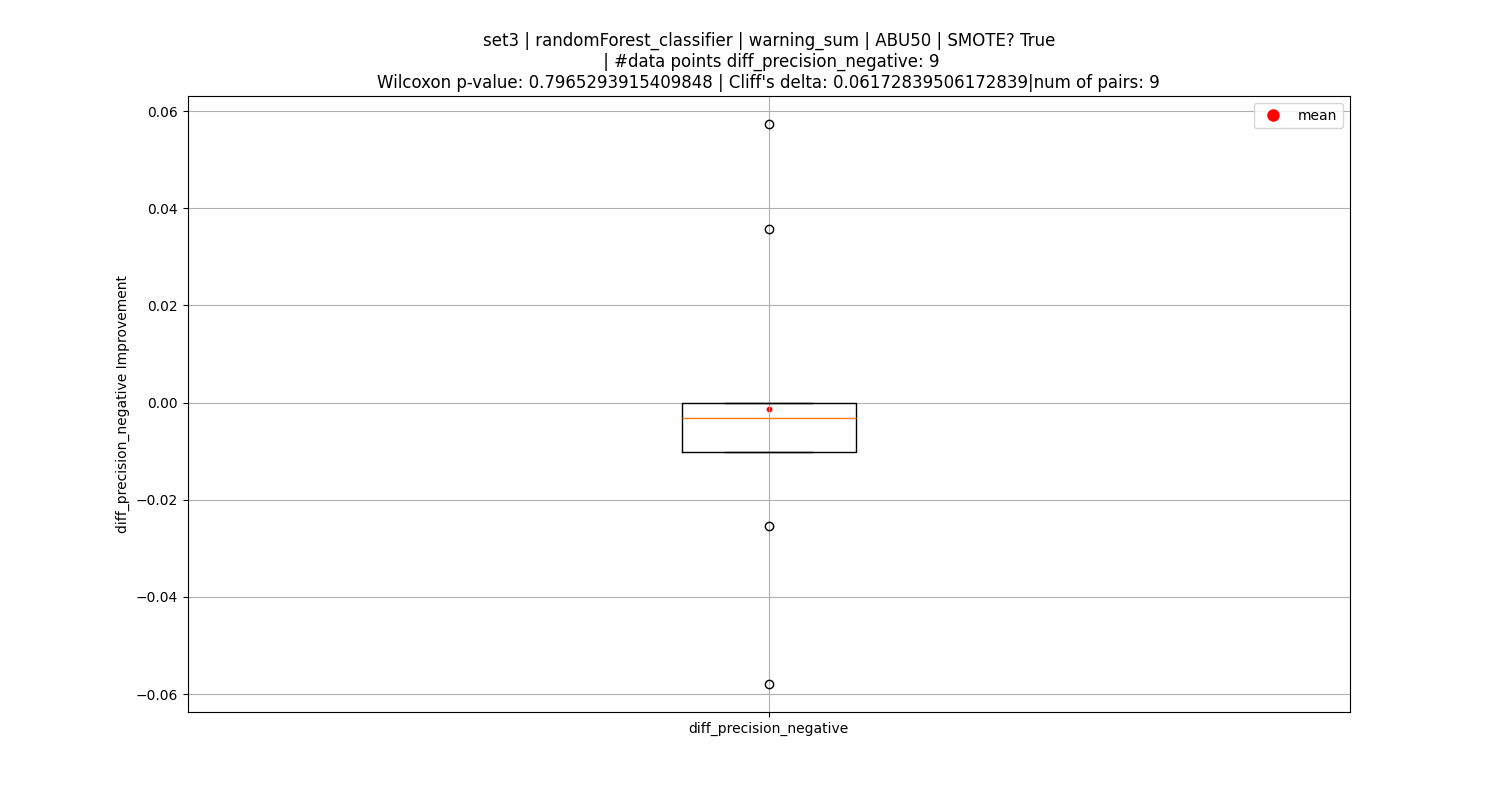 set3 | randomForest_classifier | warning_sum | ABU50 | SMOTE? True
| #data points diff_precision_negative: 9
Wilcoxon p-value: 0.7965293915409848 | Cliff's delta: 0.06172839506172839|num of pairs: 9
mean
0.06
0.04
0.02
0.00
−0.02
−0.04
−0.06
diff_precision_negative Improvement
diff_precision_negative